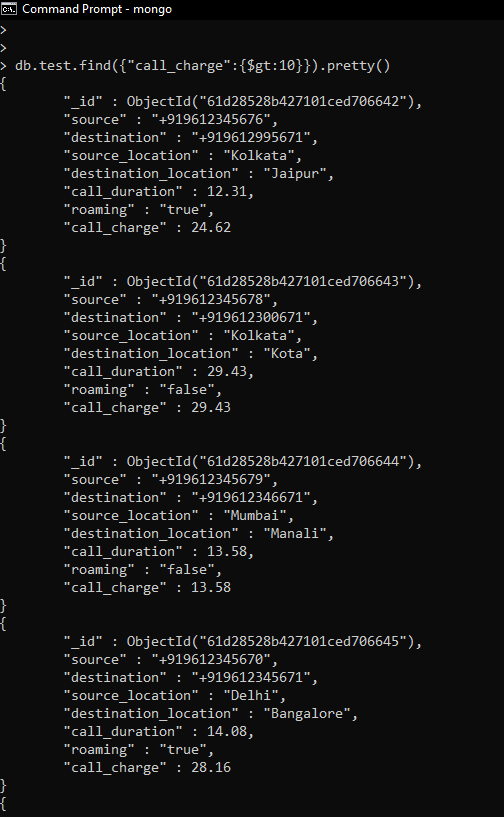 Command Prompt - mongo
>
>
> db.test.find({"call_charge":{$gt:10}}).pretty()
{
        "_id" : ObjectId("61d28528b427101ced706642"),
        "source" : "+919612345676",
        "destination" : "+919612995671",
        "source_location" : "Kolkata",
        "destination_location" : "Jaipur",
        "call_duration" : 12.31,
        "roaming" : "true",
        "call_charge" : 24.62
}
{
        "_id" : ObjectId("61d28528b427101ced706643"),
        "source" : "+919612345678",
        "destination" : "+919612300671",
        "source_location" : "Kolkata",
        "destination_location" : "Kota",
        "call_duration" : 29.43,
        "roaming" : "false",
        "call_charge" : 29.43
}
{
        "_id" : ObjectId("61d28528b427101ced706644"),
        "source" : "+919612345679",
        "destination" : "+919612346671",
        "source_location" : "Mumbai",
        "destination_location" : "Manali",
        "call_duration" : 13.58,
        "roaming" : "false",
        "call_charge" : 13.58
}
{
        "_id" : ObjectId("61d28528b427101ced706645"),
        "source" : "+919612345670",
        "destination" : "+919612345671",
        "source_location" : "Delhi",
        "destination_location" : "Bangalore",
        "call_duration" : 14.08,
        "roaming" : "true",
        "call_charge" : 28.16
}
{